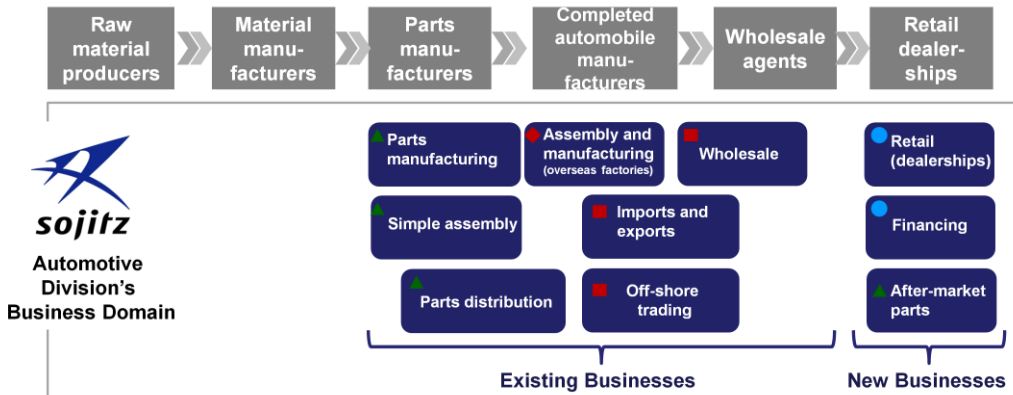 Raw
material
producers
Material
manu-
facturers
Parts
manu-
facturers
Completed
automobile
manu-
facturers
Wholesale
agents
Retail
dealer-
ships
sojitz
Automotive
Division's
Business Domain
Parts
manufacturing
Assembly and
manufacturing
(overseas factories)
Wholesale
Retail
(dealerships)
Simple assembly
Imports and
exports
Financing
Parts distribution
Off-shore
trading
After-market
parts
Existing Businesses
New Businesses